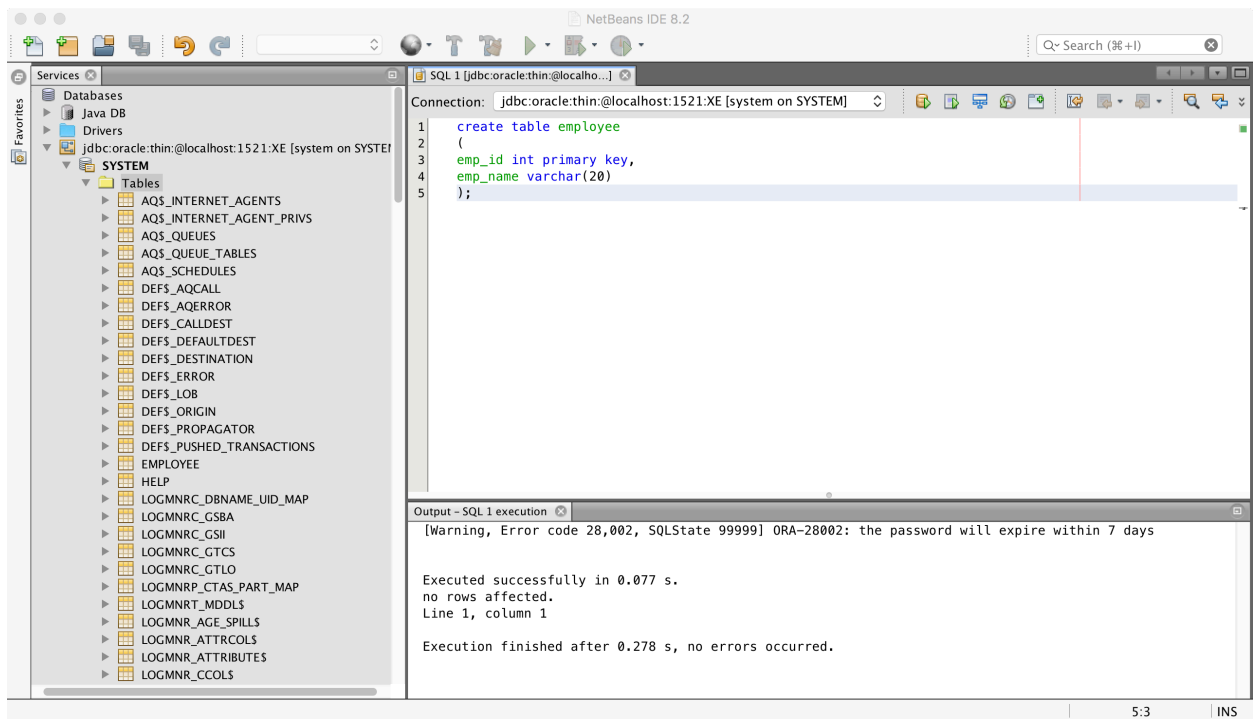 NetBeans IDE 8.2
Search (⌘+I)
Favorites
Services
Databases
Java DB
Drivers
jdbc:oracle:thin:@localhost:1521:XE [system on SYSTEM
SYSTEM
Tables
AQ$_INTERNET_AGENTS
AQ$_INTERNET_AGENT_PRIVS
AQ$_QUEUES
AQ$_QUEUE_TABLES
AQ$_SCHEDULES
DEF$_AQCALL
DEF$_AQERROR
DEF$_CALLDEST
DEF$_DEFAULTDEST
DEF$_DESTINATION
DEF$_ERROR
DEF$_LOB
DEF$_ORIGIN
DEF$_PROPAGATOR
DEF$_PUSHED_TRANSACTIONS
EMPLOYEE
HELP
LOGMNRC_DBNAME_UID_MAP
LOGMNRC_GSBA
LOGMNRC_GSII
LOGMNRC_GTCS
LOGMNRC_GTLO
LOGMNRP_CTAS_PART_MAP
LOGMNRT_MDDL$
LOGMNR_AGE_SPILL$
LOGMNR_ATTRCOL$
LOGMNR_ATTRIBUTE$
LOGMNR_CCOL$
SQL 1 [jdbc:oracle:thin:@localho...]
Connection: jdbc:oracle:thin:@localhost:1521:XE [system on SYSTEM]
1 create table employee
2 (
3 emp_id int primary key,
4 emp_name varchar(20)
5 );
Output – SQL 1 execution
[Warning, Error code 28,002, SQLState 99999] ORA-28002: the password will expire within 7 days
Executed successfully in 0.077 s.
no rows affected.
Line 1, column 1
Execution finished after 0.278 s, no errors occurred.
5:3 INS